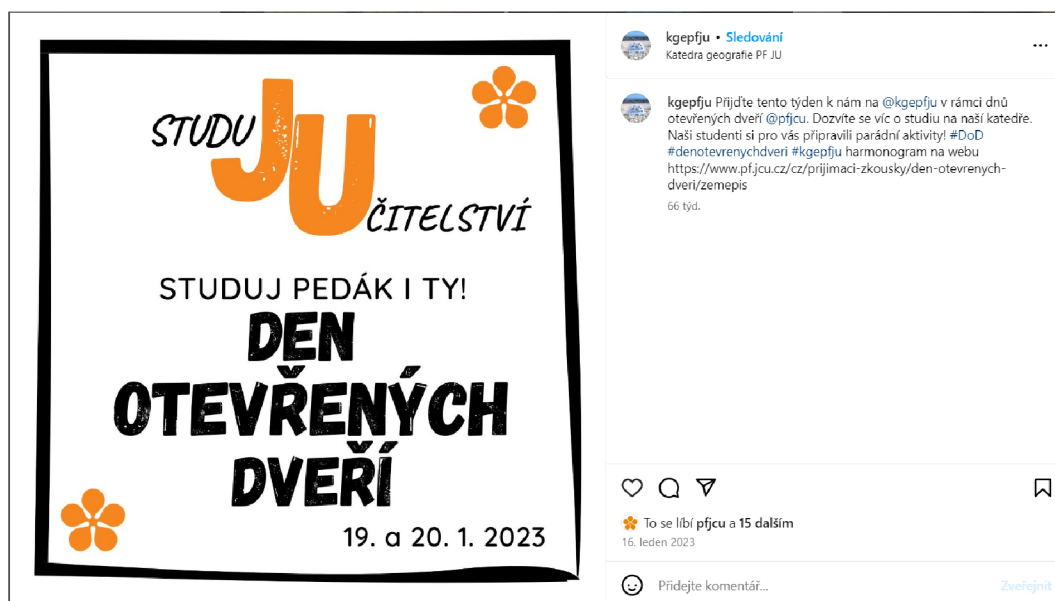 STUDU
JU
ČITELSTVÍ
STUDUJ PEDÁK I TY!
DEN
OTEVŘENÝCH
DVEŘÍ
19. a 20. 1. 2023
kgepfju • Sledování
Katedra geografie PF JU
kgepfju Přijďte tento týden k nám na @kgepfju v rámci dnů
otevřených dveří @pfjcu. Dozvíte se víc o studiu na naší katedře.
Naši studenti si pro vás připravili parádní aktivity! #DoD
#denotevrenychdveri #kgepfju harmonogram na webu
https://www.pf.jcu.cz/cz/prijimaci-zkousky/den-otevrenych-
dveri/zemepis
66 týd.
To se líbí pfjcu a 15 dalším
16. leden 2023
Přidejte komentář...
Zveřejnit